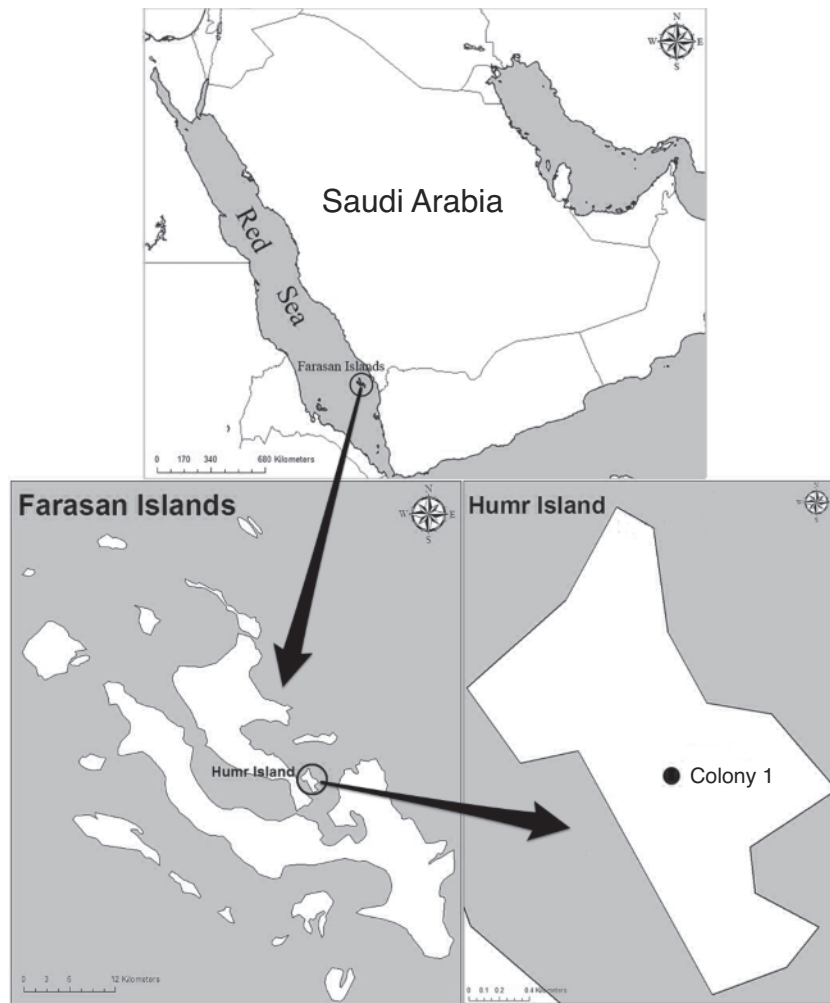 N
W E
S
Saudi Arabia
Red
Sea
Farasan Islands
0 170 340 680 Kilometers
Farasan Islands
N
W E
S
Humr Island
0 3 6 12 Kilometers
Humr Island
N
W E
S
Colony 1
0 0.1 0.2 0.4 Kilometers